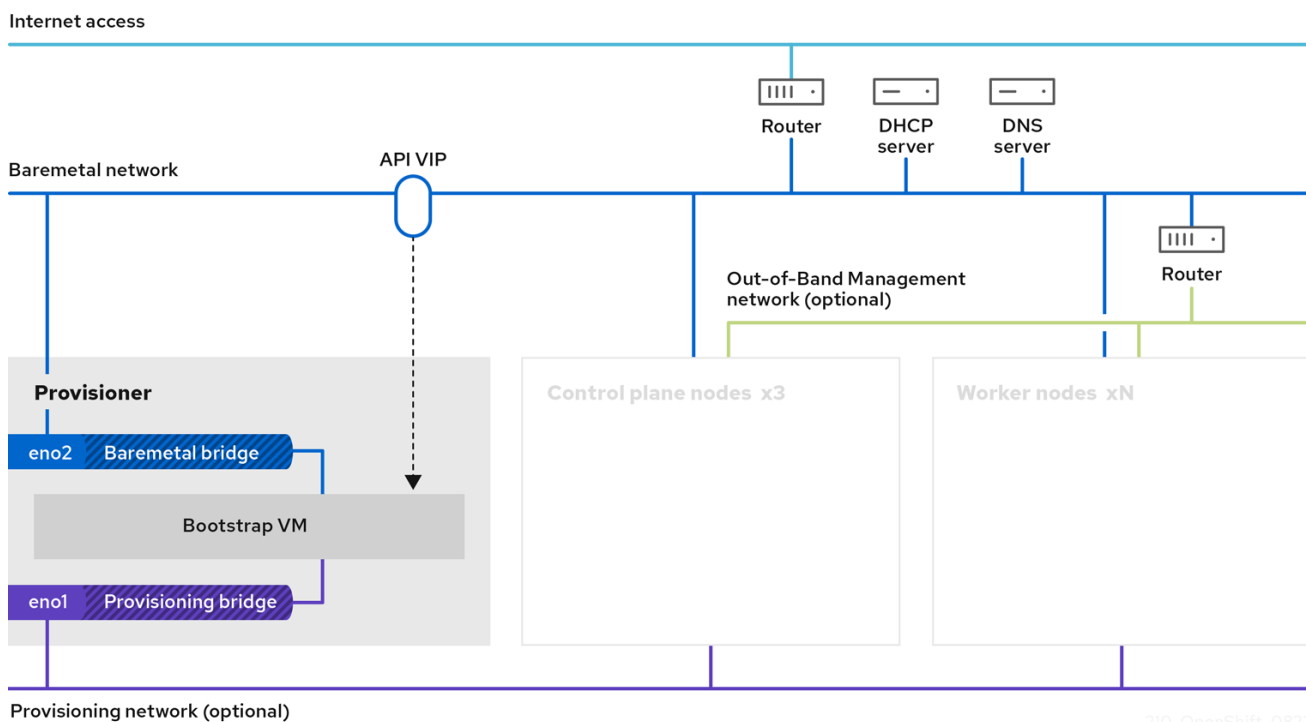 Internet access
Router
DHCP
server
DNS
server
Baremetal network
API VIP
Router
Out-of-Band Management
network (optional)
Provisioner
Control plane nodes x3
Worker nodes xN
eno2
Baremetal bridge
Bootstrap VM
eno1
Provisioning bridge
Provisioning network (optional)